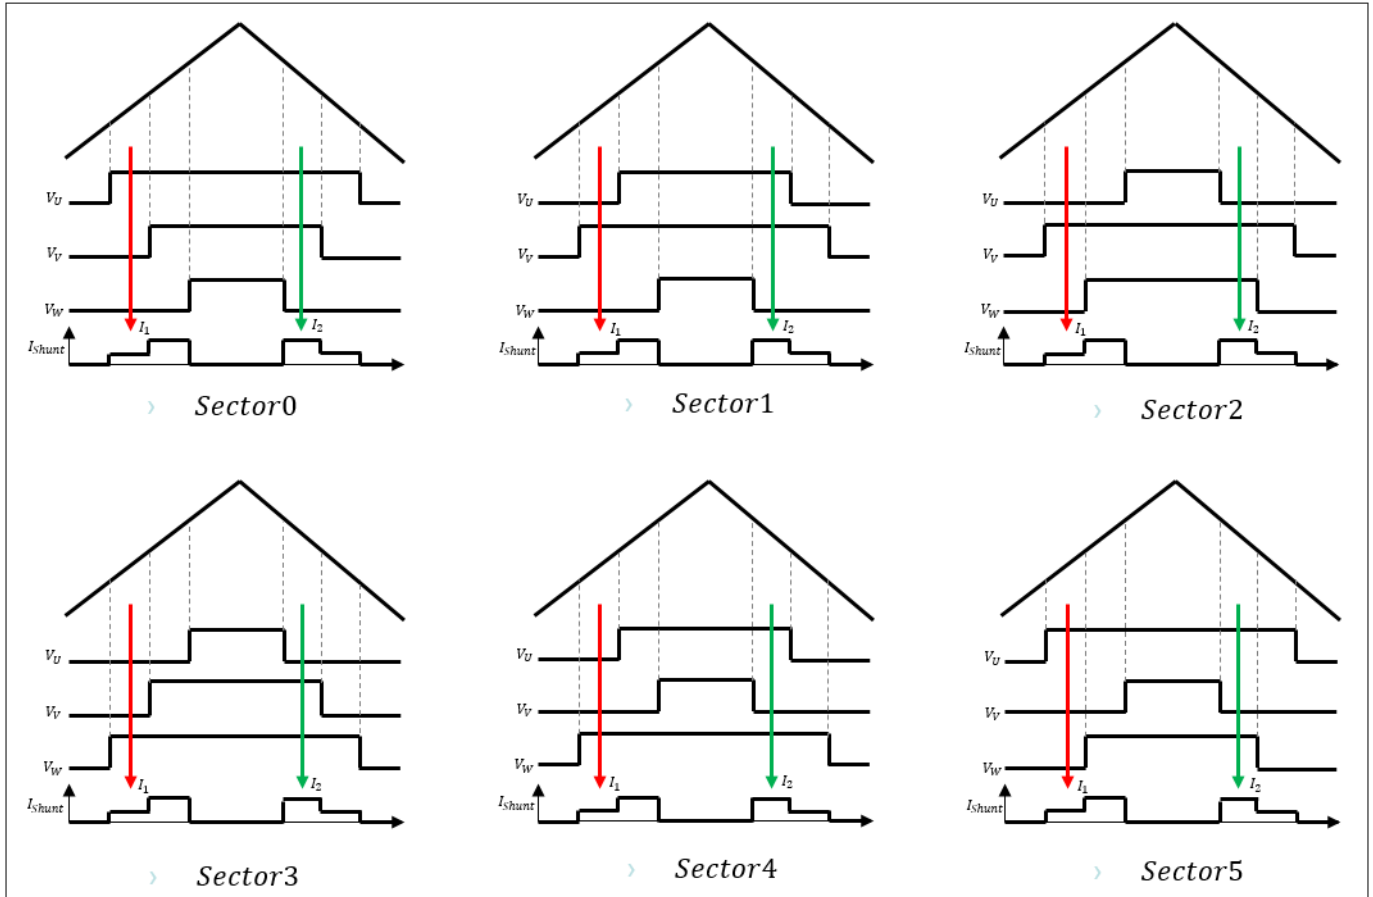 V_U
V_V
V_W
I_1
I_2
I_Shunt
› Sector0
V_U
V_V
V_W
I_1
I_2
I_Shunt
› Sector1
V_U
V_V
V_W
I_1
I_2
I_Shunt
› Sector2
V_U
V_V
V_W
I_1
I_2
I_Shunt
› Sector3
V_U
V_V
V_W
I_1
I_2
I_Shunt
› Sector4
V_U
V_V
V_W
I_1
I_2
I_Shunt
› Sector5